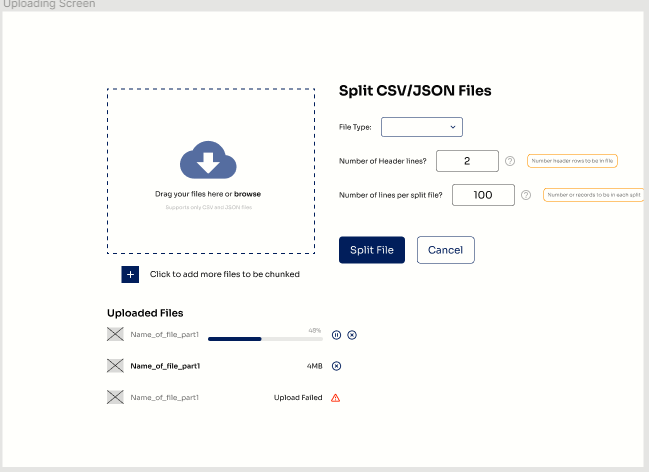 Uploading Screen
Split CSV/JSON Files
File Type:
Number of Header lines?
2
Number header rows to be in file
Number of lines per split file?
100
Number or records to be in each split
Split File
Cancel
Drag your files here or browse
Supports only CSV and JSON files
+
Click to add more files to be chunked
Uploaded Files
Name_of_file_part1
48%
Name_of_file_part1
4MB
Name_of_file_part1
Upload Failed